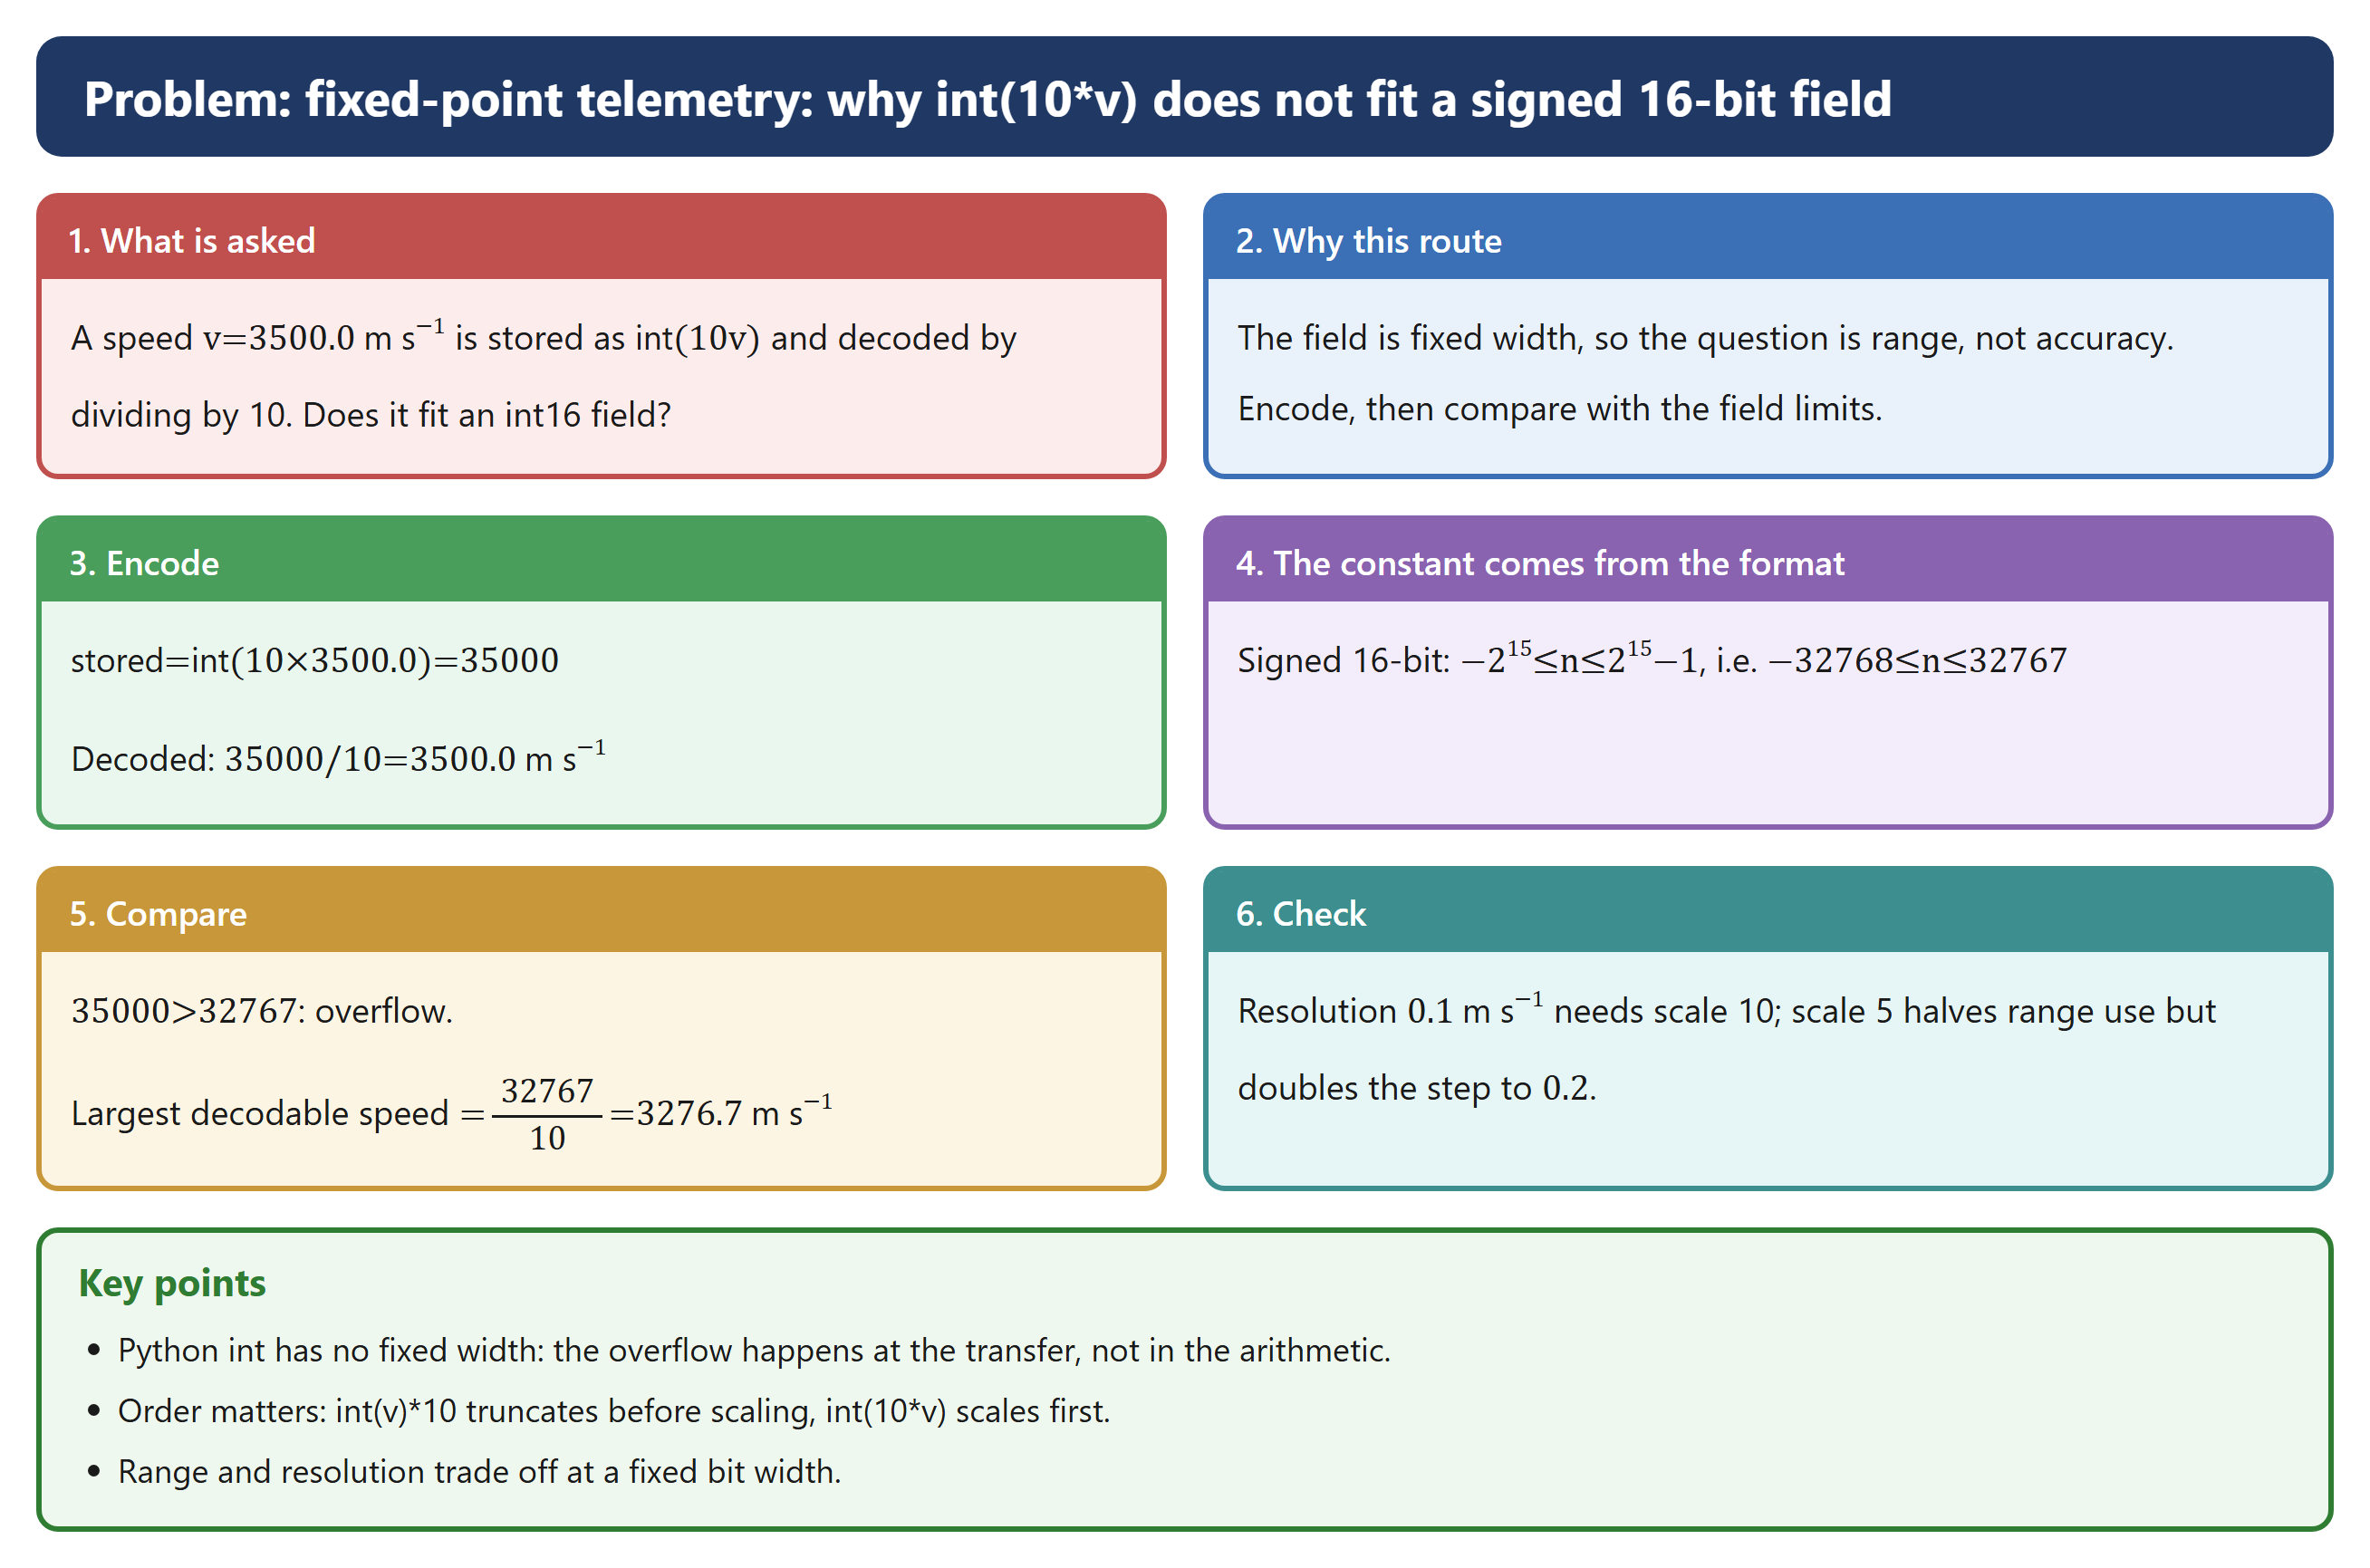 Problem: fixed-point telemetry: why int(10*v) does not fit a signed 16-bit field
1. What is asked
A speed v=3500.0 m s⁻¹ is stored as int(10v) and decoded by
dividing by 10. Does it fit an int16 field?
2. Why this route
The field is fixed width, so the question is range, not accuracy.
Encode, then compare with the field limits.
3. Encode
stored=int(10×3500.0)=35000
Decoded: 35000/10=3500.0 m s⁻¹
4. The constant comes from the format
Signed 16-bit: −2¹⁵≤n≤2¹⁵−1, i.e. −32768≤n≤32767
5. Compare
35000>32767: overflow.
Largest decodable speed = 32767/10 =3276.7 m s⁻¹
6. Check
Resolution 0.1 m s⁻¹ needs scale 10; scale 5 halves range use but
doubles the step to 0.2.
Key points
• Python int has no fixed width: the overflow happens at the transfer, not in the arithmetic.
• Order matters: int(v)*10 truncates before scaling, int(10*v) scales first.
• Range and resolution trade off at a fixed bit width.